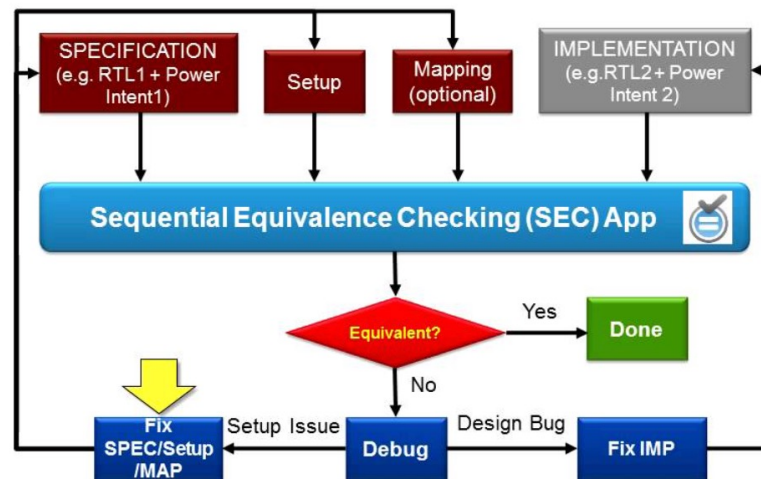 SPECIFICATION
(e.g. RTL1 + Power
Intent1)
Setup
Mapping
(optional)
IMPLEMENTATION
(e.g.RTL2 + Power
Intent 2)
Sequential Equivalence Checking (SEC) App
Equivalent?
Yes
Done
No
Fix
SPEC/Setup
/MAP
Setup Issue
Debug
Design Bug
Fix IMP